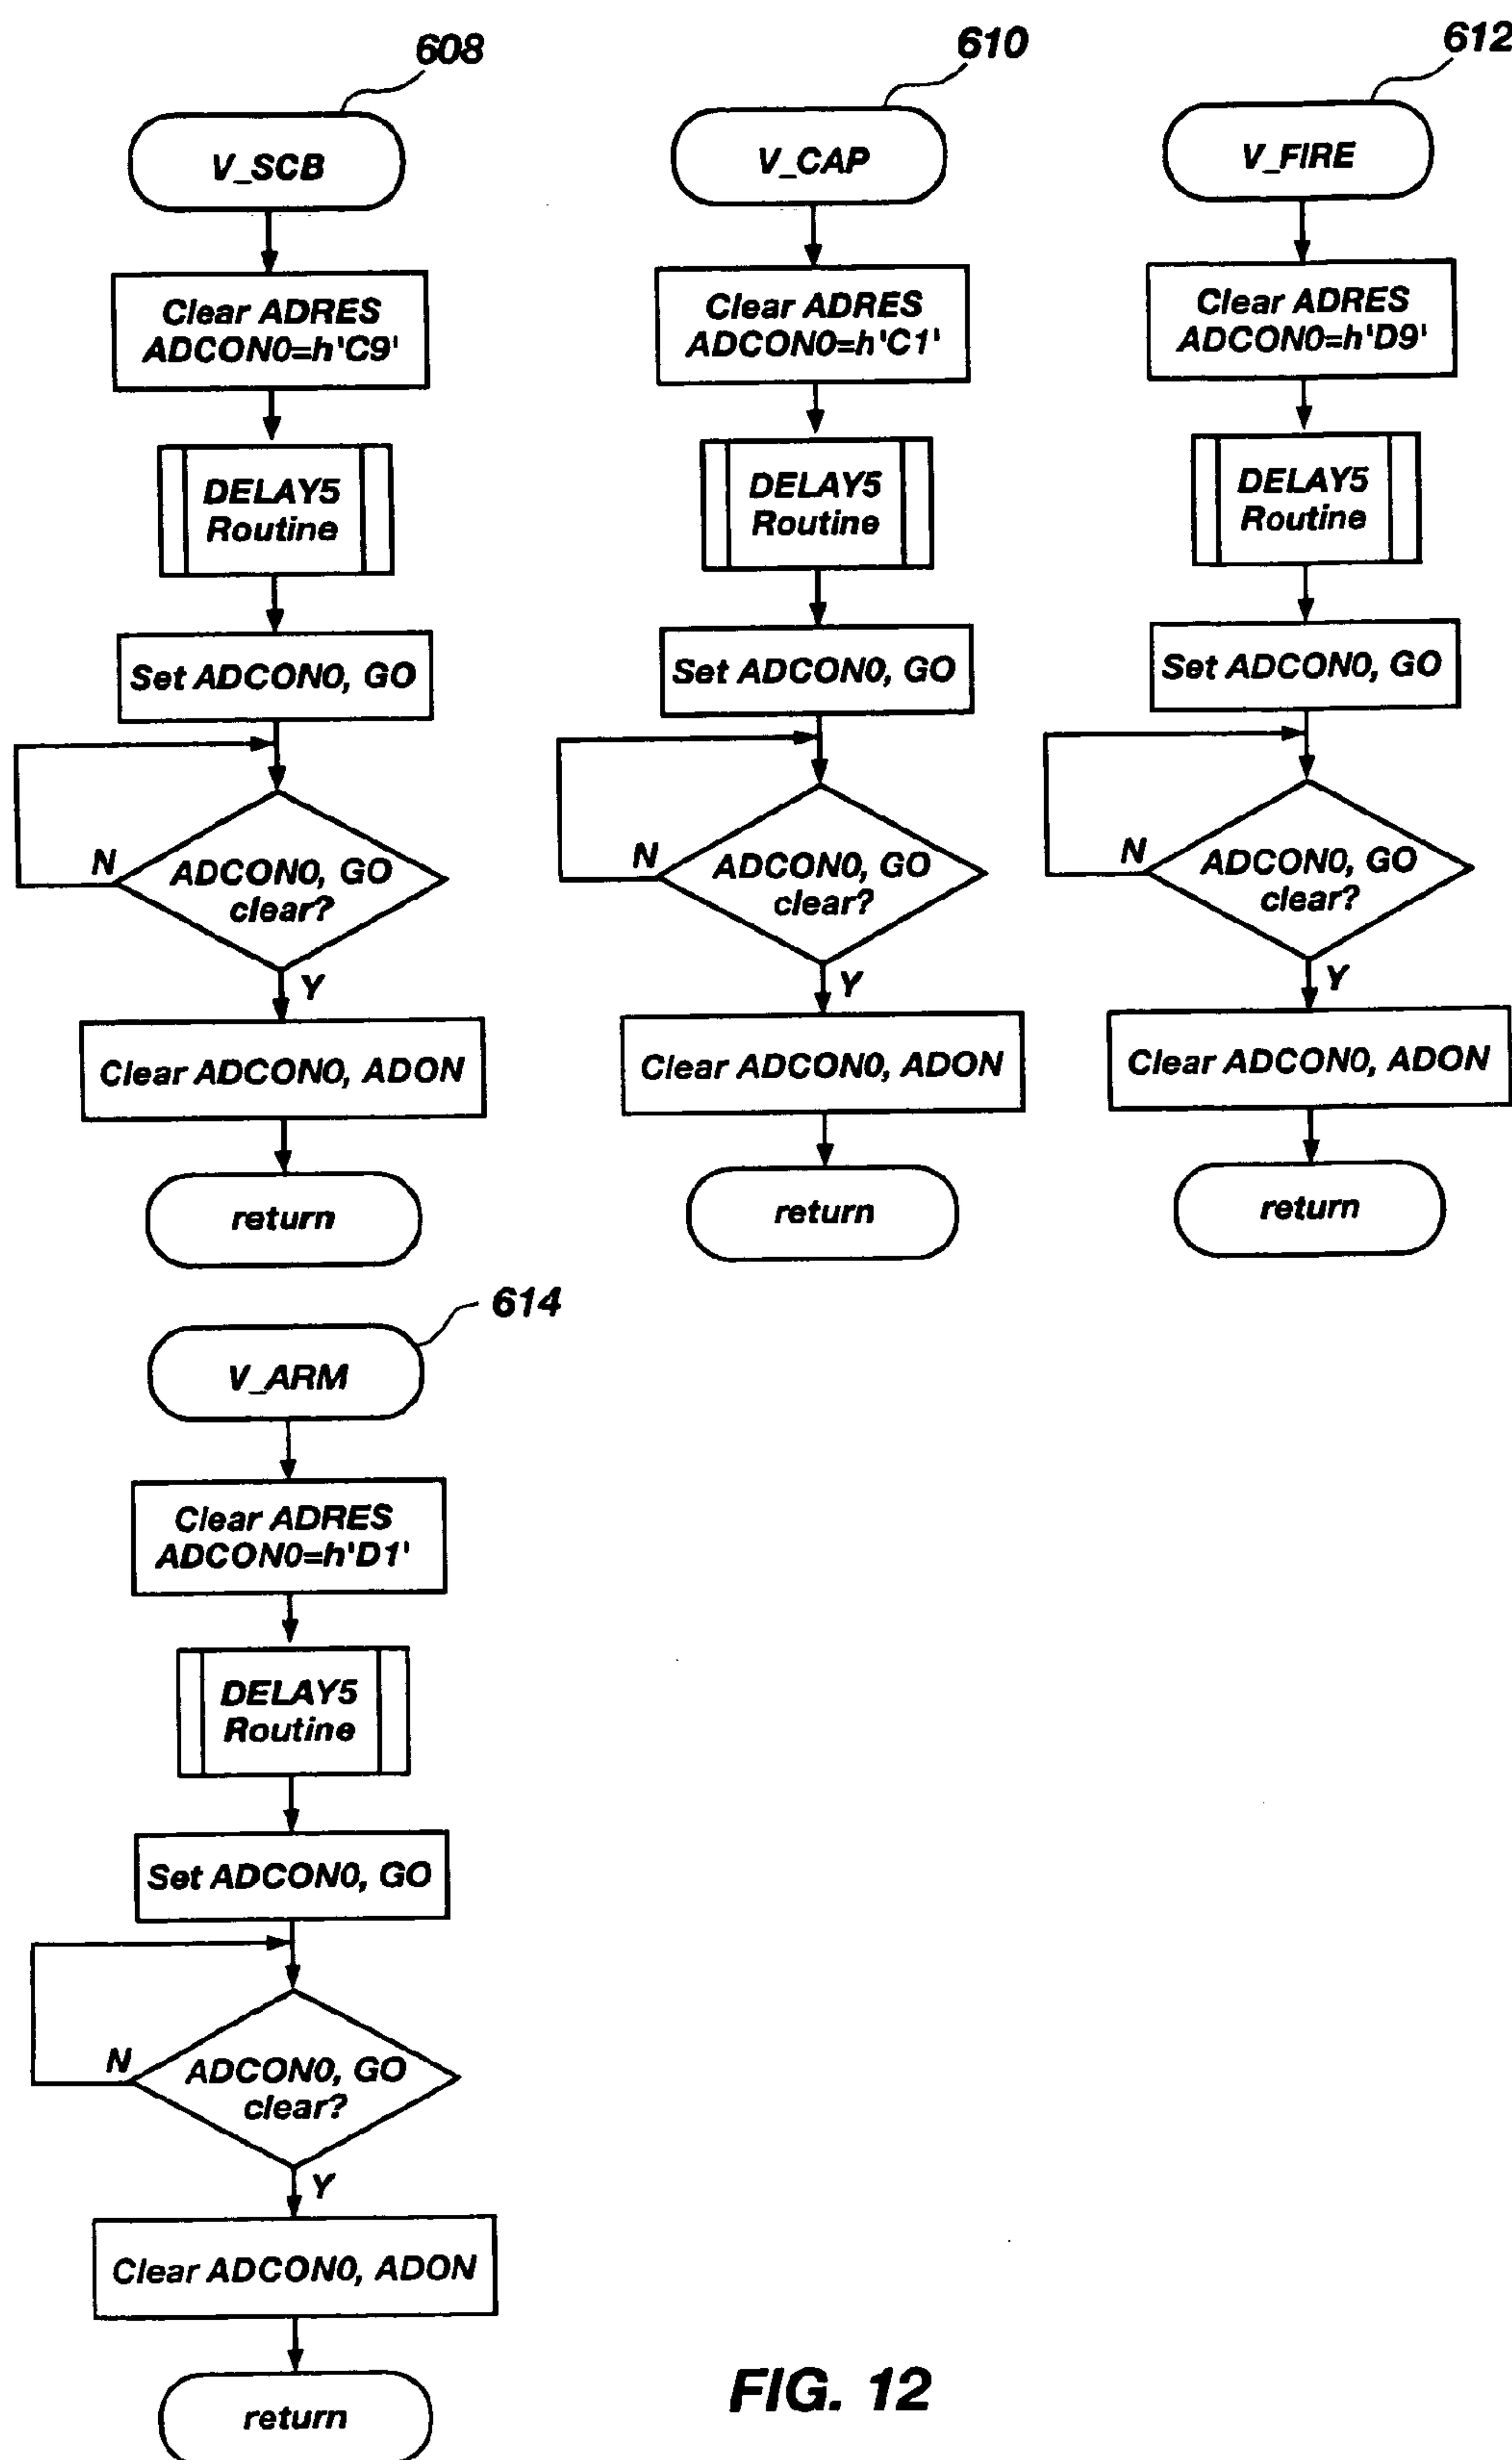 608
V_SCB
Clear ADRES
ADCON0=h'C9'
DELAY5
Routine
Set ADCON0, GO
N
ADCON0, GO
clear?
Y
Clear ADCON0, ADON
return
610
V_CAP
Clear ADRES
ADCON0=h'C1'
DELAY5
Routine
Set ADCON0, GO
N
ADCON0, GO
clear?
Y
Clear ADCON0, ADON
return
612
V_FIRE
Clear ADRES
ADCON0=h'D9'
DELAY5
Routine
Set ADCON0, GO
N
ADCON0, GO
clear?
Y
Clear ADCON0, ADON
return
614
V_ARM
Clear ADRES
ADCON0=h'D1'
DELAY5
Routine
Set ADCON0, GO
N
ADCON0, GO
clear?
Y
Clear ADCON0, ADON
return
FIG. 12